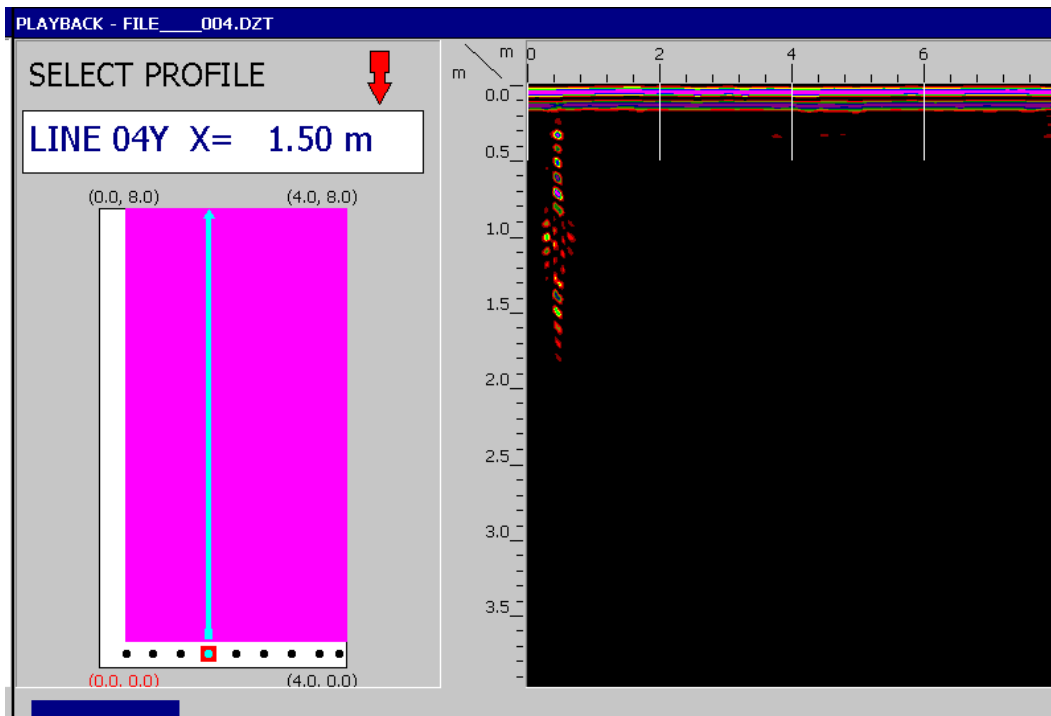 PLAYBACK - FILE____004.DZT
SELECT PROFILE
LINE 04Y X= 1.50 m
(0.0, 8.0) (4.0, 8.0)
(0.0, 0.0) (4.0, 0.0)
m
m
0 2 4 6
0.0
0.5
1.0
1.5
2.0
2.5
3.0
3.5